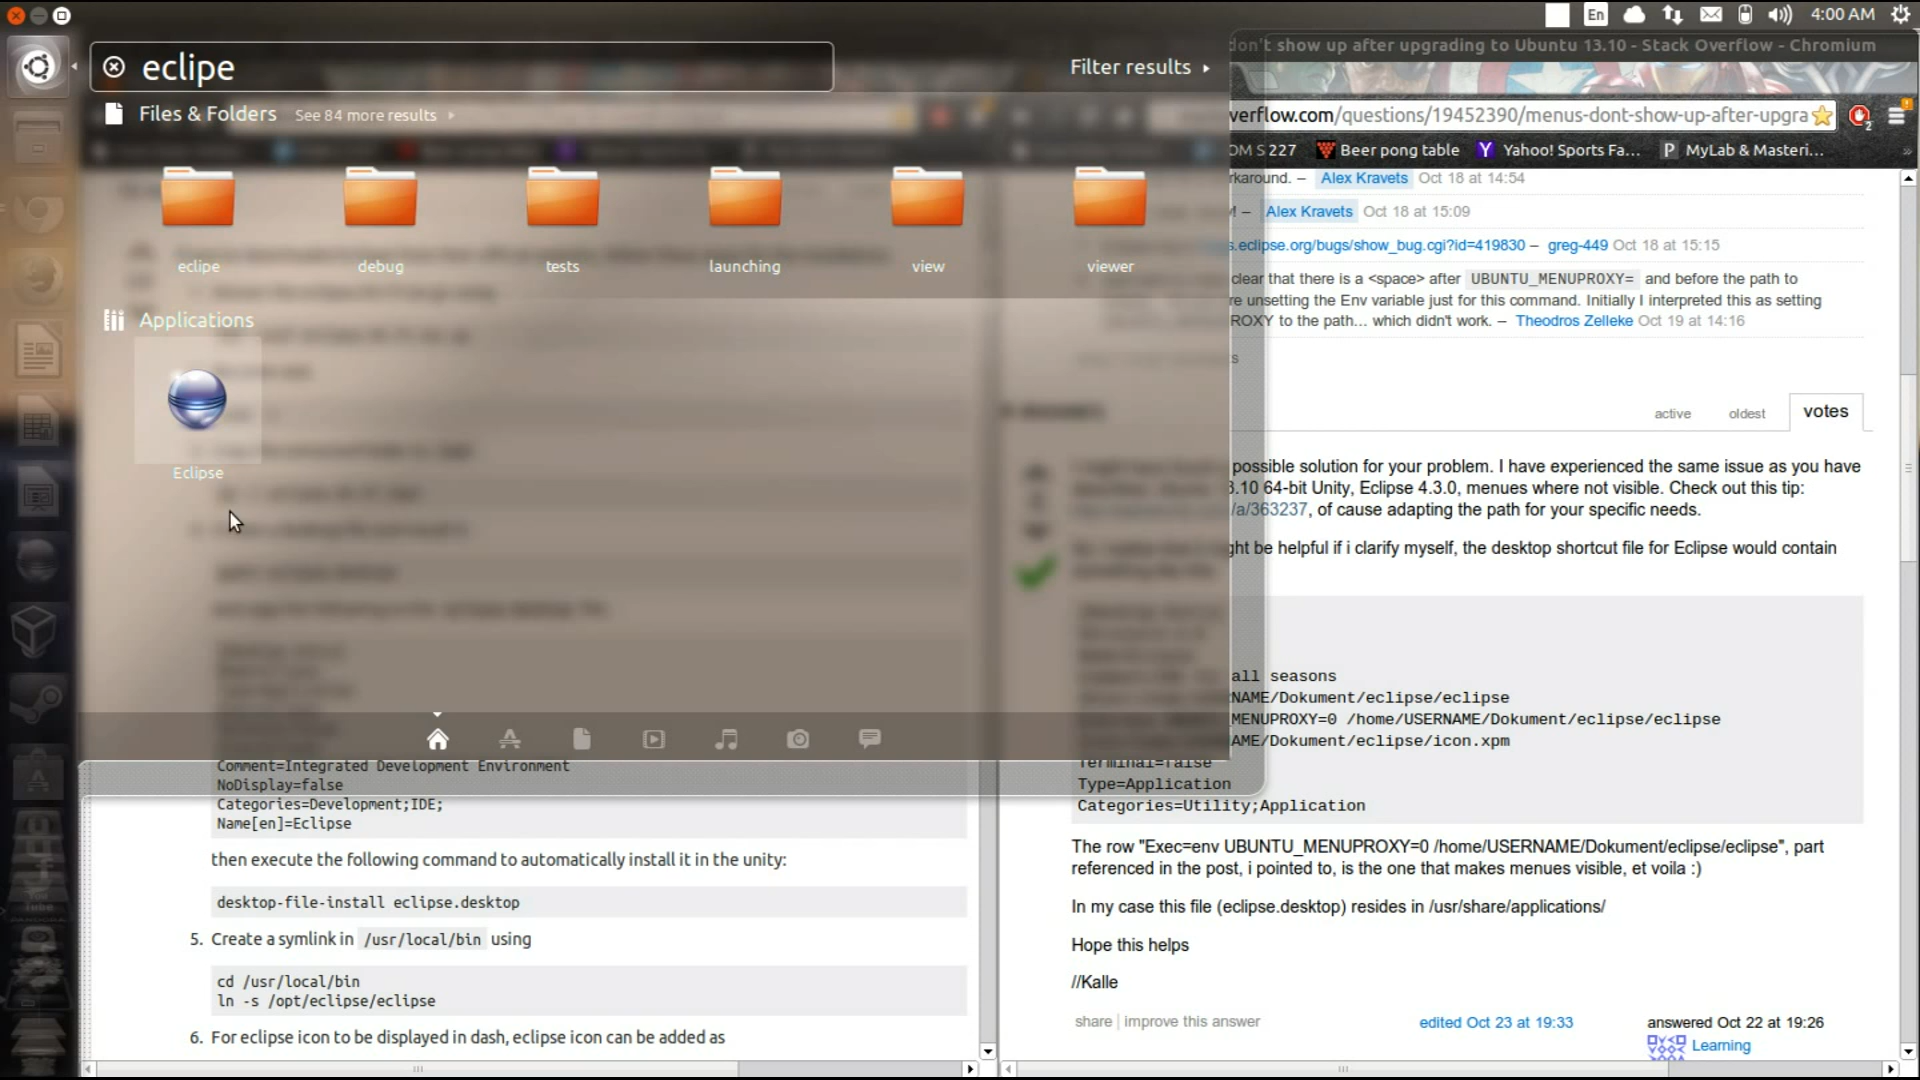 En
4:00 AM
don't show up after upgrading to Ubuntu 13.10 - Stack Overflow - Chromium
eclipe
Filter results
Files & Folders See 84 more results
verflow.com/questions/19452390/menus-dont-show-up-after-upgra
2
OM S 227 Beer pong table Yahoo! Sports Fa... MyLab & Masteri...
eclipe
debug
tests
launching
view
viewer
Applications
Eclipse
rkaround. – Alex Kravets Oct 18 at 14:54
! – Alex Kravets Oct 18 at 15:09
s.eclipse.org/bugs/show_bug.cgi?id=419830 – greg-449 Oct 18 at 15:15
clear that there is a <space> after UBUNTU_MENUPROXY= and before the path to
re unsetting the Env variable just for this command. Initially I interpreted this as setting
ROXY to the path... which didn't work. – Theodros Zelleke Oct 19 at 14:16
s
active oldest votes
possible solution for your problem. I have experienced the same issue as you have
3.10 64-bit Unity, Eclipse 4.3.0, menues where not visible. Check out this tip:
/a/363237, of cause adapting the path for your specific needs.
ght be helpful if i clarify myself, the desktop shortcut file for Eclipse would contain
all seasons
NAME/Dokument/eclipse/eclipse
MENUPROXY=0 /home/USERNAME/Dokument/eclipse/eclipse
AME/Dokument/eclipse/icon.xpm
Terminal=false
Type=Application
Categories=Utility;Application
The row "Exec=env UBUNTU_MENUPROXY=0 /home/USERNAME/Dokument/eclipse/eclipse", part
referenced in the post, i pointed to, is the one that makes menues visible, et voila :)
In my case this file (eclipse.desktop) resides in /usr/share/applications/
Hope this helps
//Kalle
share improve this answer
edited Oct 23 at 19:33
answered Oct 22 at 19:26
Learning
Comment=Integrated Development Environment
NoDisplay=false
Categories=Development;IDE;
Name[en]=Eclipse
then execute the following command to automatically install it in the unity:
desktop-file-install eclipse.desktop
5. Create a symlink in /usr/local/bin using
cd /usr/local/bin
ln -s /opt/eclipse/eclipse
6. For eclipse icon to be displayed in dash, eclipse icon can be added as